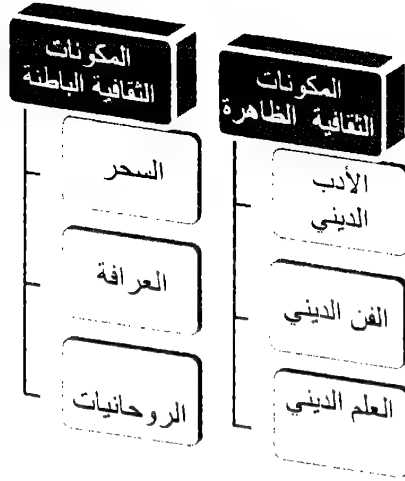 المكونات
الثقافية الظاهرة
الأدب
الديني
الفن الديني
العلم الديني
المكونات
الثقافية الباطنة
السحر
العرافة
الروحانيات